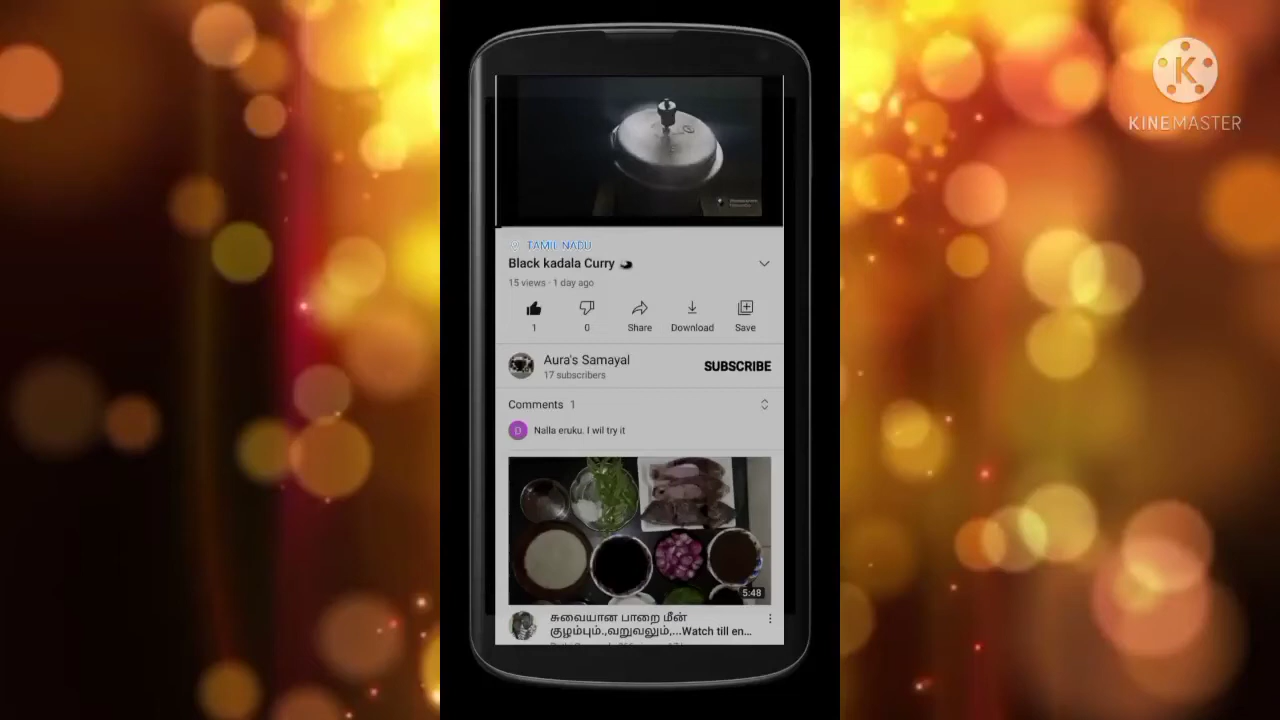 KINEMASTER
TAMIL NADU
Black kadala Curry
15 views · 1 day ago
1
0
Share
Download
Save
Aura's Samayal
17 subscribers
SUBSCRIBE
Comments 1
D
Nalla eruku. I wil try it
5:48
சுவையான பாறை மீன்
குழம்பும்.,வறுவலும்,...Watch till en...